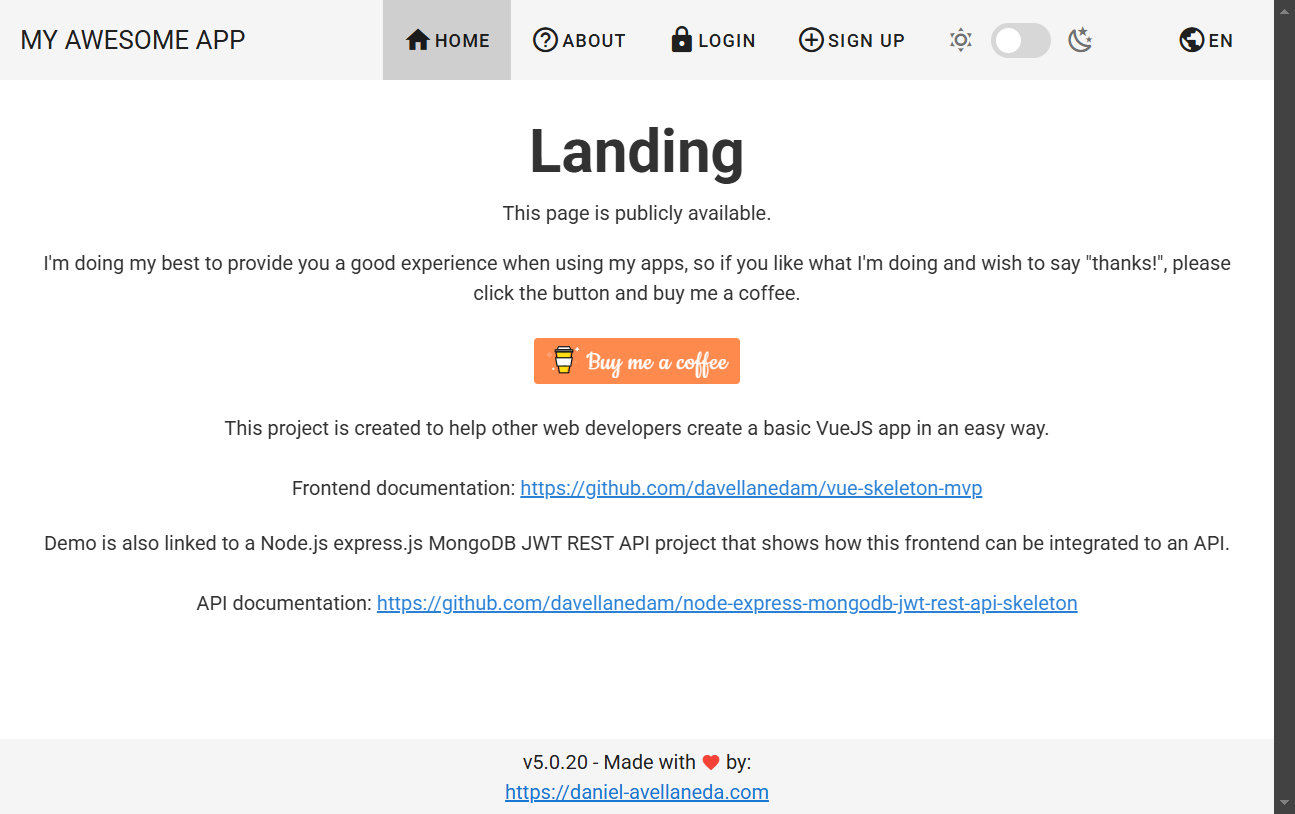 MY AWESOME APP
HOME
ABOUT
LOGIN
SIGN UP
EN
Landing
This page is publicly available.
I'm doing my best to provide you a good experience when using my apps, so if you like what I'm doing and wish to say "thanks!", please
click the button and buy me a coffee.
Buy me a coffee
This project is created to help other web developers create a basic VueJS app in an easy way.
Frontend documentation: https://github.com/davellanedam/vue-skeleton-mvp
Demo is also linked to a Node.js express.js MongoDB JWT REST API project that shows how this frontend can be integrated to an API.
API documentation: https://github.com/davellanedam/node-express-mongodb-jwt-rest-api-skeleton
v5.0.20 - Made with ❤ by:
https://daniel-avellaneda.com